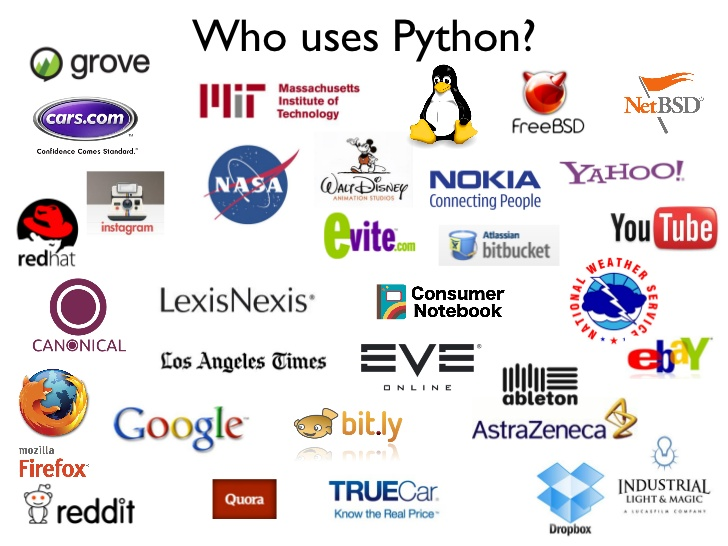 Who uses Python?
grove
cars.com
™
Confidence Comes Standard.™
MIT
Massachusetts
Institute of
Technology
FreeBSD
NetBSD®
instagram
NASA
WALT DISNEY
ANIMATION STUDIOS
NOKIA
Connecting People
YAHOO!
redhat
evite.com
Atlassian
bitbucket
YouTube
CANONICAL
LexisNexis®
Consumer
Notebook
NATIONAL WEATHER SERVICE
ebaY™
Los Angeles Times
EVE®
ONLINE
ableton
mozilla
Firefox
Google™
bit.ly
AstraZeneca
reddit
Quora
TRUECar
Know the Real Price™
Dropbox
INDUSTRIAL
LIGHT & MAGIC
A LUCASFILM COMPANY